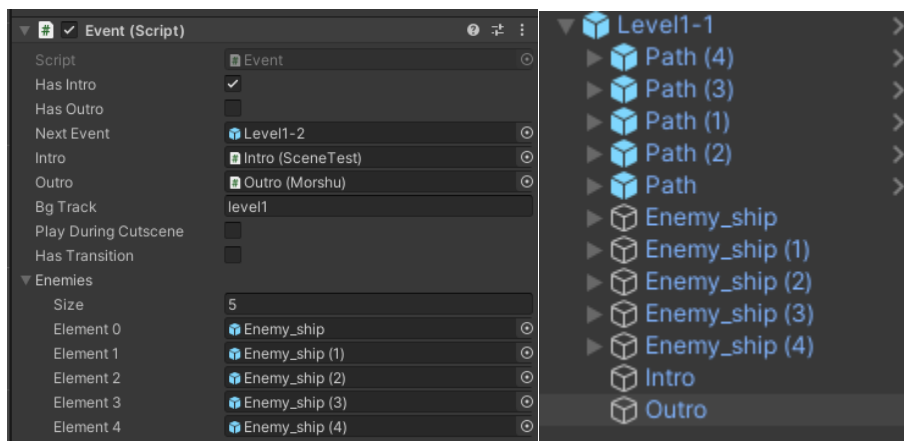 Event (Script)
Script Event
Has Intro
Has Outro
Next Event Level1-2
Intro Intro (SceneTest)
Outro Outro (Morshu)
Bg Track level1
Play During Cutscene
Has Transition
Enemies
Size 5
Element 0 Enemy_ship
Element 1 Enemy_ship (1)
Element 2 Enemy_ship (2)
Element 3 Enemy_ship (3)
Element 4 Enemy_ship (4)
Level1-1
Path (4)
Path (3)
Path (1)
Path (2)
Path
Enemy_ship
Enemy_ship (1)
Enemy_ship (2)
Enemy_ship (3)
Enemy_ship (4)
Intro
Outro